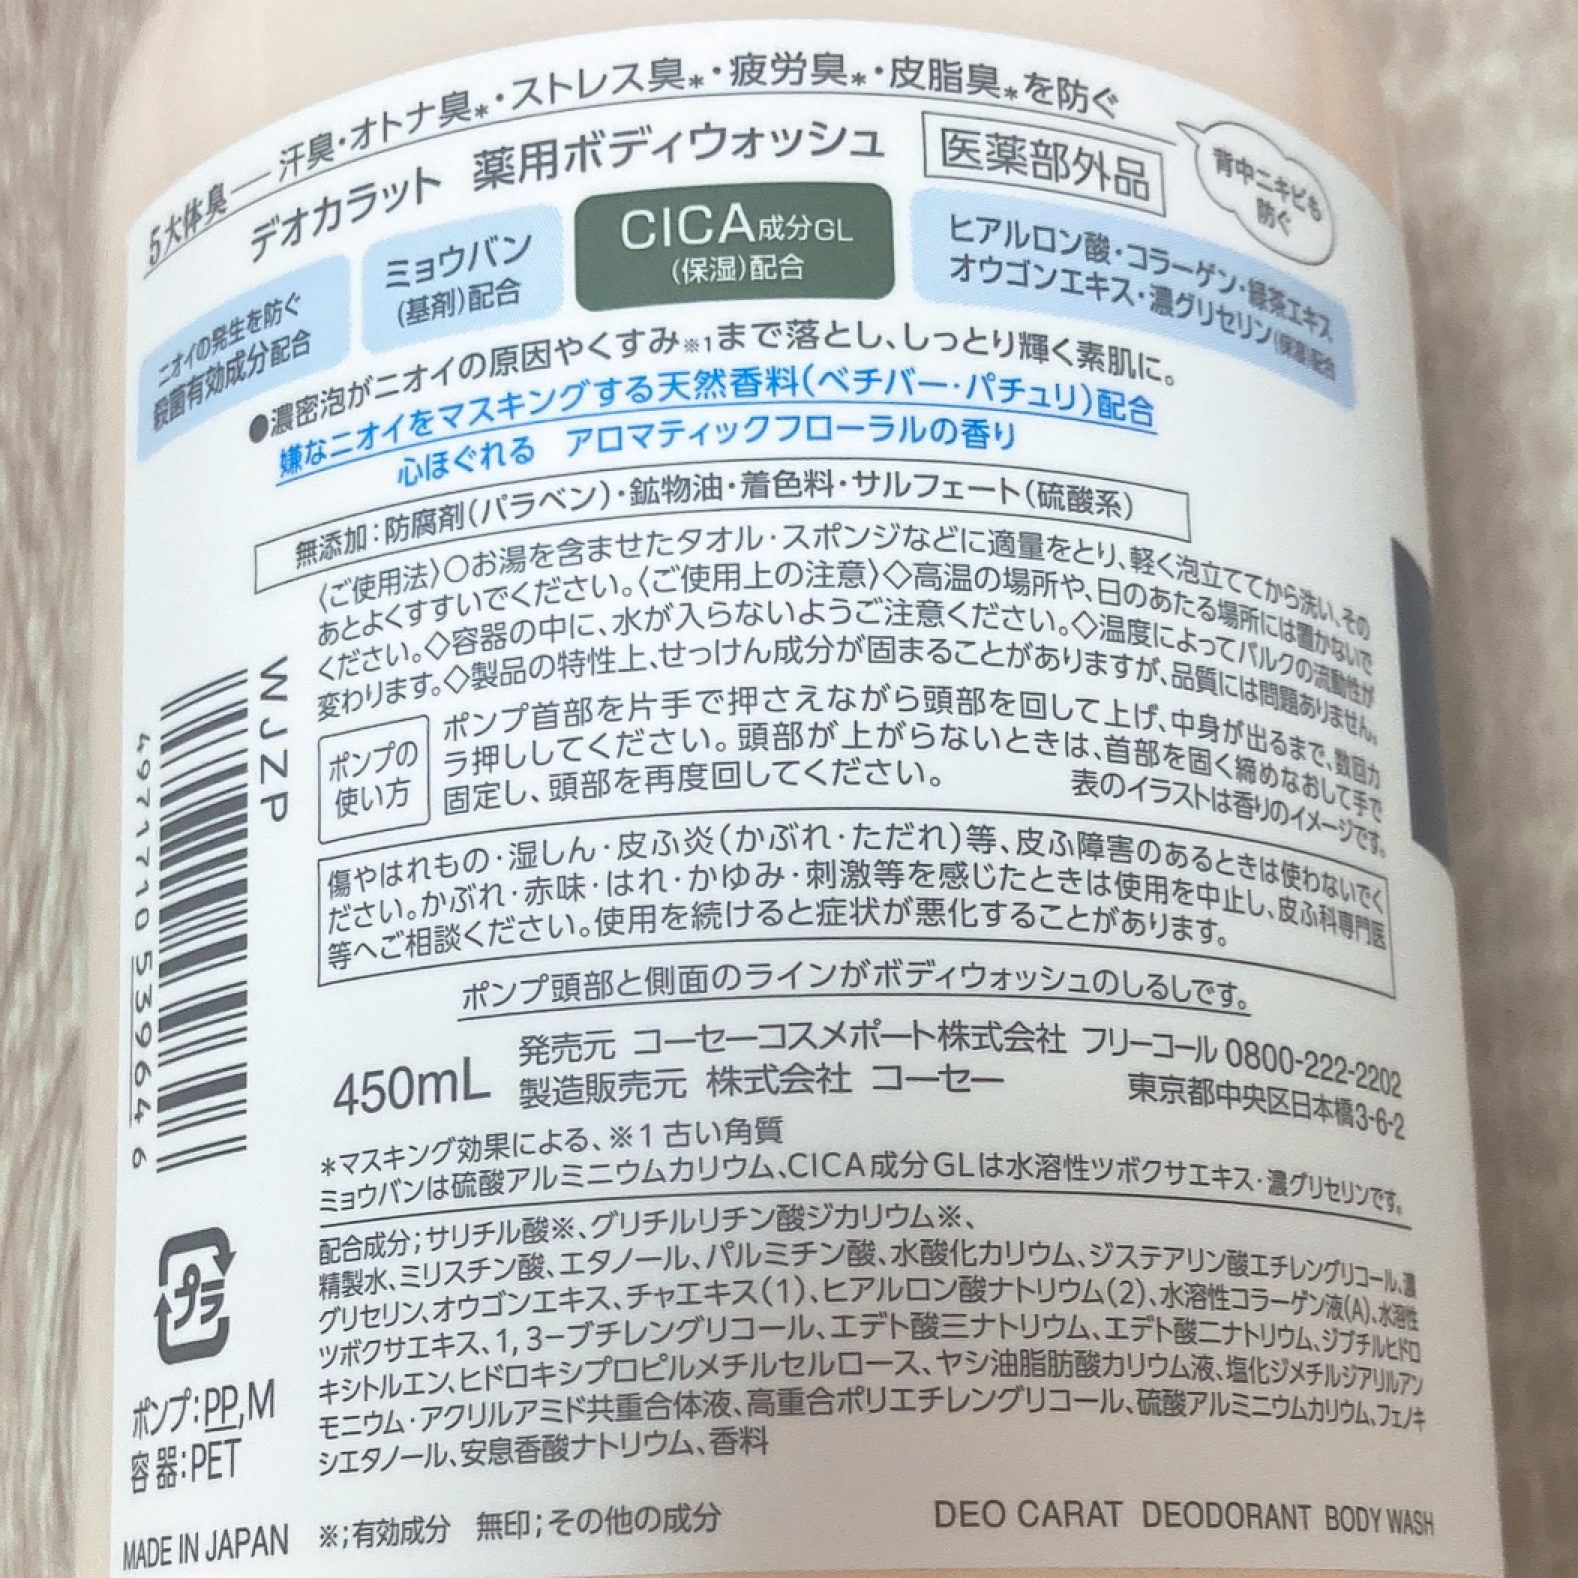 5大体臭――汗臭・オトナ臭*・ストレス臭*・疲労臭*・皮脂臭*を防ぐ
デオカラット 薬用ボディウォッシュ
医薬部外品
背中ニキビも
防ぐ
ニオイの発生を防ぐ
殺菌有効成分配合
ミョウバン
(基剤)配合
CICA成分GL
(保湿)配合
ヒアルロン酸・コラーゲン・緑茶エキス
オウゴンエキス・濃グリセリン(保湿)配合
●濃密泡がニオイの原因やくすみ※1まで落とし、しっとり輝く素肌に。
嫌なニオイをマスキングする天然香料(ベチバー・パチュリ)配合
心ほぐれる アロマティックフローラルの香り
無添加:防腐剤(パラベン)・鉱物油・着色料・サルフェート(硫酸系)
〈ご使用法〉○お湯を含ませたタオル・スポンジなどに適量をとり、軽く泡立ててから洗い、その
あとよくすすいでください。〈ご使用上の注意〉◇高温の場所や、日のあたる場所には置かないで
ください。◇容器の中に、水が入らないようご注意ください。◇温度によってバルクの流動性が
変わります。◇製品の特性上、せっけん成分が固まることがありますが、品質には問題ありません。
ポンプの
使い方
ポンプ首部を片手で押さえながら頭部を回して上げ、中身が出るまで、数回カ
ラ押ししてください。頭部が上がらないときは、首部を固く締めなおして手で
固定し、頭部を再度回してください。 表のイラストは香りのイメージです。
傷やはれもの・湿しん・皮ふ炎(かぶれ・ただれ)等、皮ふ障害のあるときは使わないでく
ださい。かぶれ・赤味・はれ・かゆみ・刺激等を感じたときは使用を中止し、皮ふ科専門医
等へご相談ください。使用を続けると症状が悪化することがあります。
ポンプ頭部と側面のラインがボディウォッシュのしるしです。
450mL
発売元 コーセーコスメポート株式会社 フリーコール 0800-222-2202
製造販売元 株式会社 コーセー 東京都中央区日本橋3-6-2
*マスキング効果による、※1 古い角質
ミョウバンは硫酸アルミニウムカリウム、CICA成分GLは水溶性ツボクサエキス・濃グリセリンです。
配合成分;サリチル酸※、グリチルリチン酸ジカリウム※、
精製水、ミリスチン酸、エタノール、パルミチン酸、水酸化カリウム、ジステアリン酸エチレングリコール、濃
グリセリン、オウゴンエキス、チャエキス(1)、ヒアルロン酸ナトリウム(2)、水溶性コラーゲン液(A)、水溶性
ツボクサエキス、1,3-ブチレングリコール、エデト酸三ナトリウム、エデト酸二ナトリウム、ジブチルヒドロ
キシトルエン、ヒドロキシプロピルメチルセルロース、ヤシ油脂肪酸カリウム液、塩化ジメチルジアリルアン
モニウム・アクリルアミド共重合体液、高重合ポリエチレングリコール、硫酸アルミニウムカリウム、フェノキ
シエタノール、安息香酸ナトリウム、香料
※;有効成分 無印;その他の成分
DEO CARAT DEODORANT BODY WASH
WJZP
4971710539646
プラ
ポンプ:PP,M
容器:PET
MADE IN JAPAN